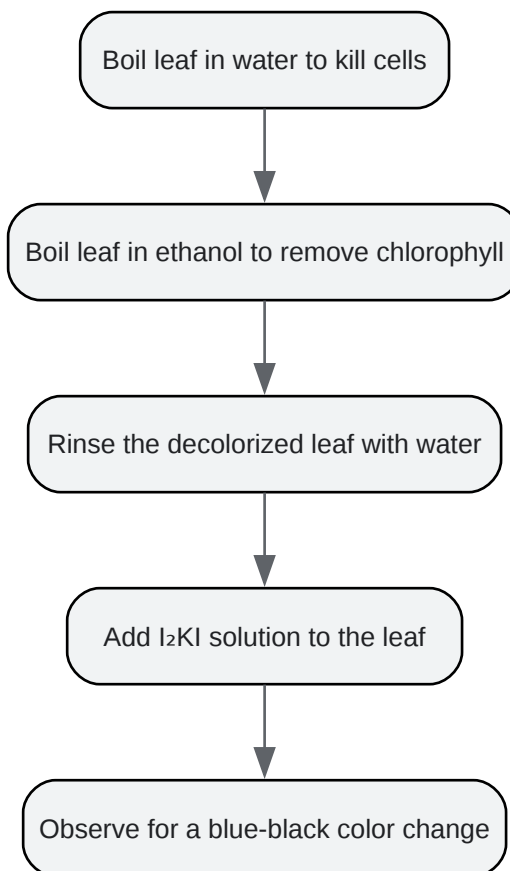 Boil leaf in water to kill cells
Boil leaf in ethanol to remove chlorophyll
Rinse the decolorized leaf with water
Add I₂KI solution to the leaf
Observe for a blue-black color change